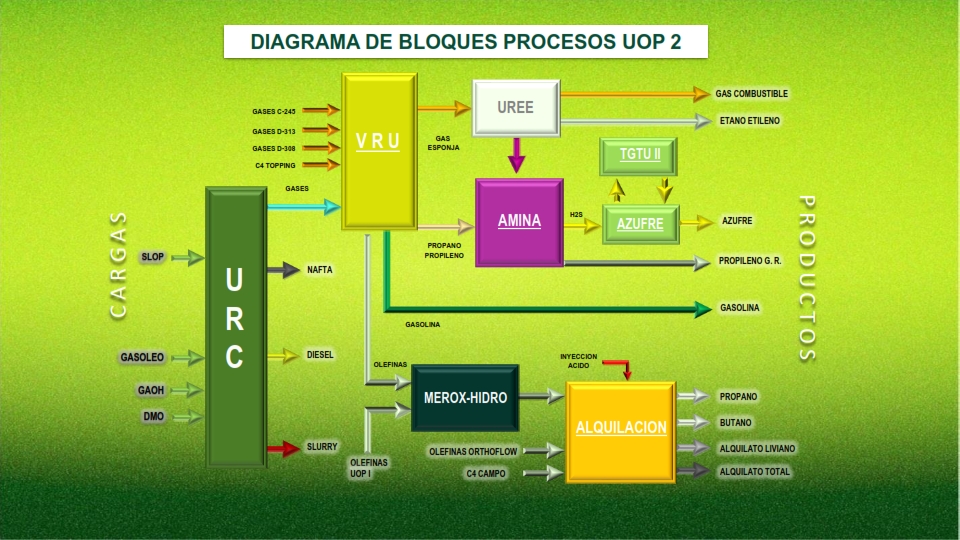 DIAGRAMA DE BLOQUES PROCESOS UOP 2
GASES C-245
GASES D-313
GASES D-308
C4 TOPPING
GASES
V R U
GAS
ESPONJA
UREE
GAS COMBUSTIBLE
ETANO ETILENO
TGTU II
AMINA
H2S
AZUFRE
AZUFRE
PROPANO
PROPILENO
PROPILENO G. R.
GASOLINA
GASOLINA
CARGAS
SLOP
GASOLEO
GAOH
DMO
U
R
C
NAFTA
DIESEL
SLURRY
OLEFINAS
OLEFINAS
UOP I
MEROX-HIDRO
INYECCION
ACIDO
OLEFINAS ORTHOFLOW
C4 CAMPO
ALQUILACION
PROPANO
BUTANO
ALQUILATO LIVIANO
ALQUILATO TOTAL
PRODUCTOS